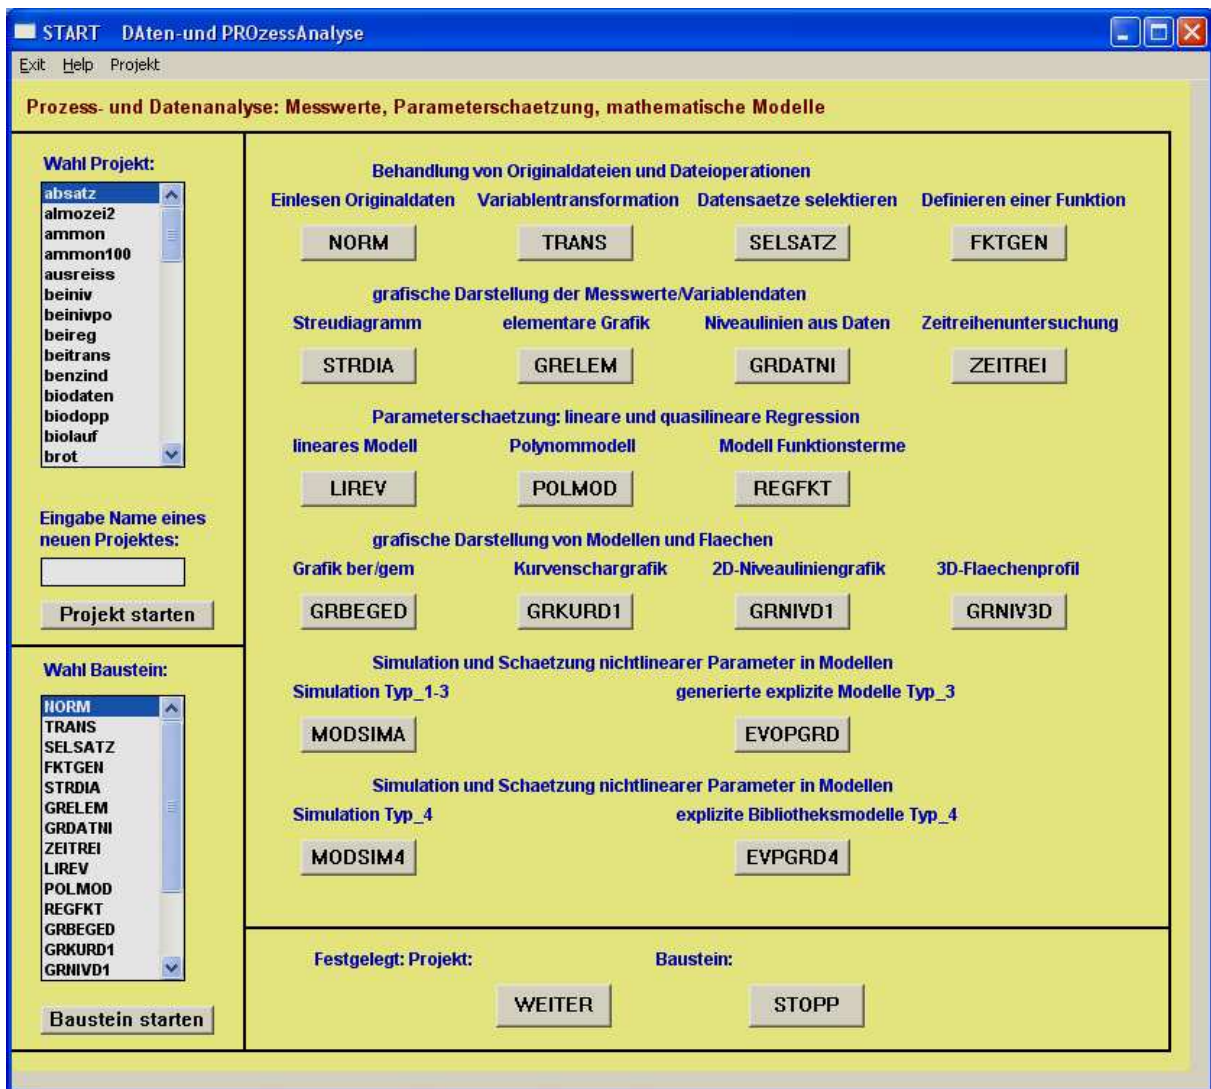 START DAten-und PROzessAnalyse
Exit Help Projekt
Prozess- und Datenanalyse: Messwerte, Parameterschaetzung, mathematische Modelle
Wahl Projekt:
absatz
almozei2
ammon
ammon100
ausreiss
beiniv
beinivpo
beireg
beitrans
benzind
biodaten
biodopp
biolauf
brot
Eingabe Name eines
neuen Projektes:
Projekt starten
Wahl Baustein:
NORM
TRANS
SELSATZ
FKTGEN
STRDIA
GRELEM
GRDATNI
ZEITREI
LIREV
POLMOD
REGFKT
GRBEGED
GRKURD1
GRNIVD1
Baustein starten
Behandlung von Originaldateien und Dateioperationen
Einlesen Originaldaten Variablentransformation Datensaetze selektieren Definieren einer Funktion
NORM TRANS SELSATZ FKTGEN
grafische Darstellung der Messwerte/Variablendaten
Streudiagramm elementare Grafik Niveaulinien aus Daten Zeitreihenuntersuchung
STRDIA GRELEM GRDATNI ZEITREI
Parameterschaetzung: lineare und quasilineare Regression
lineares Modell Polynommodell Modell Funktionsterme
LIREV POLMOD REGFKT
grafische Darstellung von Modellen und Flaechen
Grafik ber/gem Kurvenschargrafik 2D-Niveauliniengrafik 3D-Flaechenprofil
GRBEGED GRKURD1 GRNIVD1 GRNIV3D
Simulation und Schaetzung nichtlinearer Parameter in Modellen
Simulation Typ_1-3 generierte explizite Modelle Typ_3
MODSIMA EVOPGRD
Simulation und Schaetzung nichtlinearer Parameter in Modellen
Simulation Typ_4 explizite Bibliotheksmodelle Typ_4
MODSIM4 EVPGRD4
Festgelegt: Projekt: Baustein:
WEITER STOPP